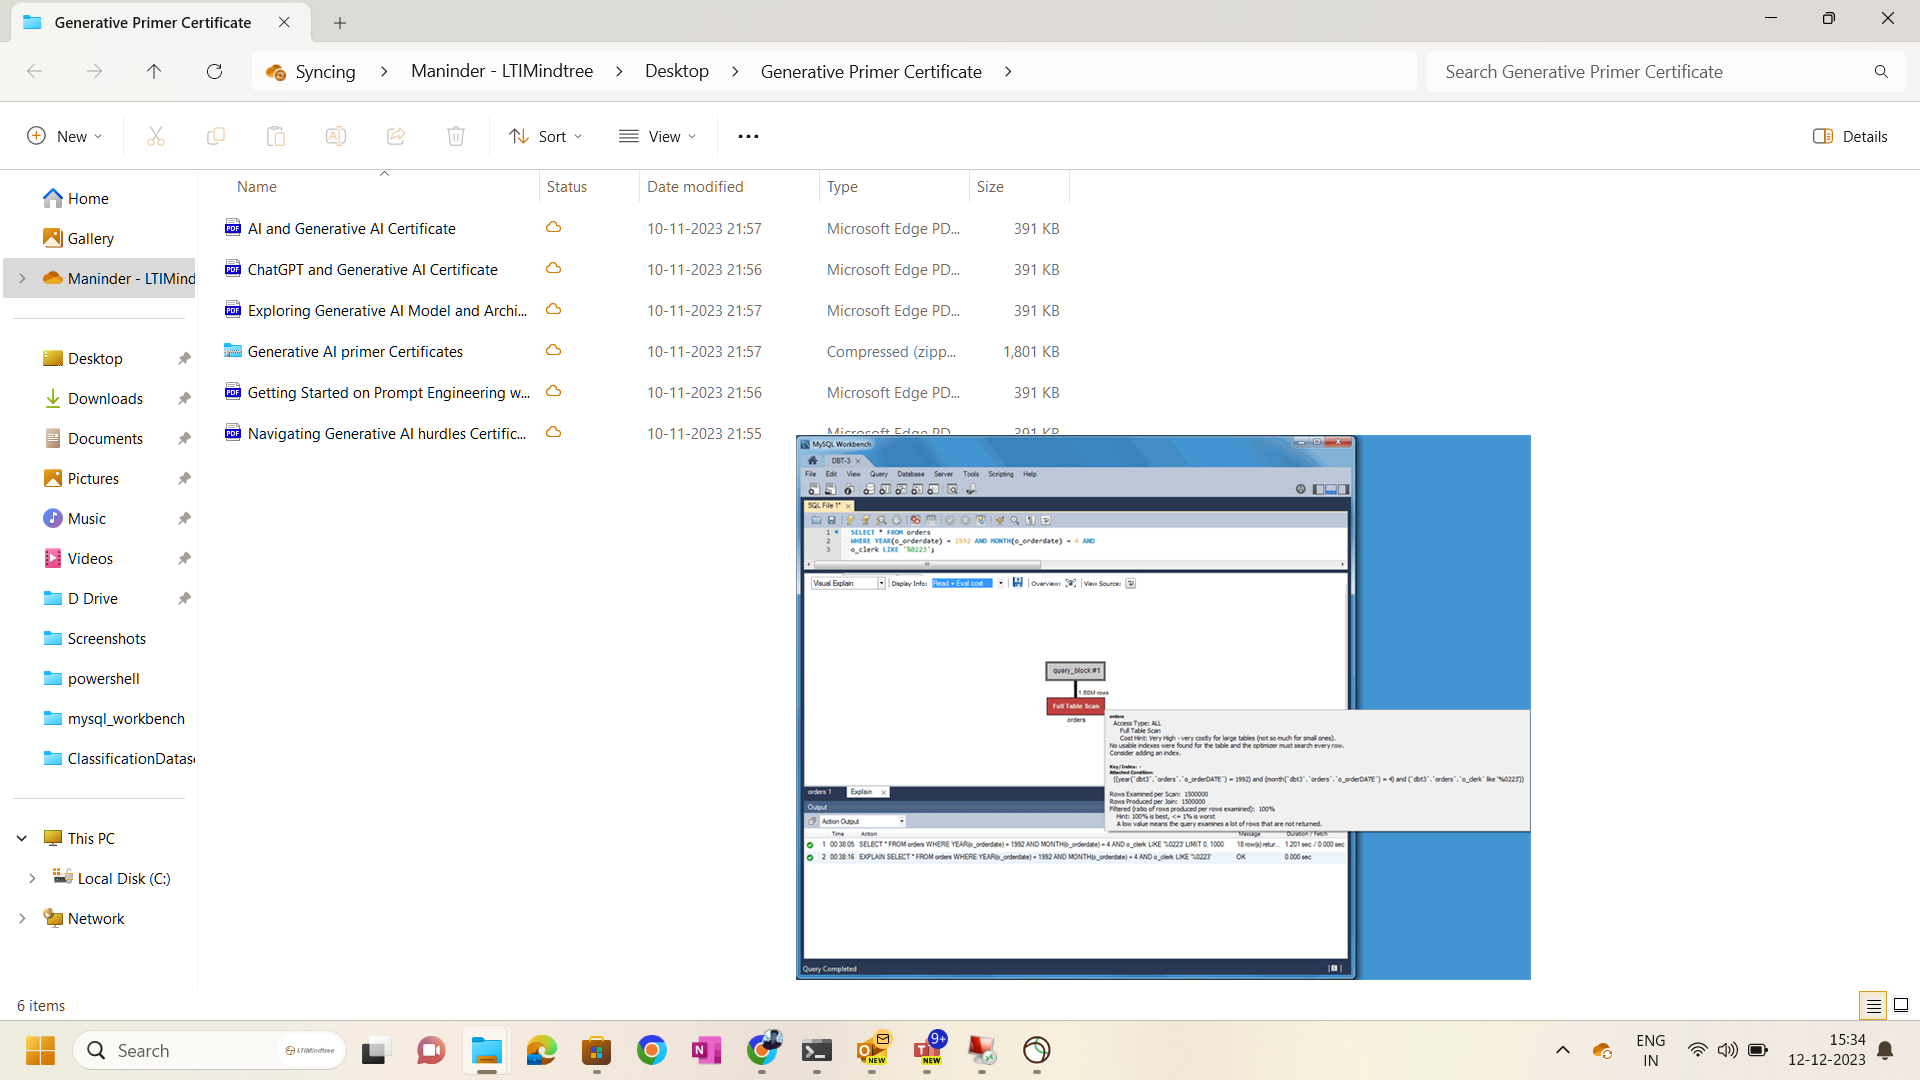 Generative Primer Certificate
Syncing > Maninder - LTIMindtree > Desktop > Generative Primer Certificate >
Search Generative Primer Certificate
New
Sort
View
Details
Name Status Date modified Type Size
AI and Generative AI Certificate 10-11-2023 21:57 Microsoft Edge PD... 391 KB
ChatGPT and Generative AI Certificate 10-11-2023 21:56 Microsoft Edge PD... 391 KB
Exploring Generative AI Model and Archi... 10-11-2023 21:57 Microsoft Edge PD... 391 KB
Generative AI primer Certificates 10-11-2023 21:57 Compressed (zipp... 1,801 KB
Getting Started on Prompt Engineering w... 10-11-2023 21:56 Microsoft Edge PD... 391 KB
Navigating Generative AI hurdles Certific... 10-11-2023 21:55 Microsoft Edge PD... 391 KB
Home
Gallery
Maninder - LTIMind
Desktop
Downloads
Documents
Pictures
Music
Videos
D Drive
Screenshots
powershell
mysql_workbench
ClassificationDatas
This PC
Local Disk (C:)
Network
6 items
MySQL Workbench
DBT-3
File Edit View Query Database Server Tools Scripting Help
SQL File 1*
1 SELECT * FROM orders
2 WHERE YEAR(o_orderdate) = 1992 AND MONTH(o_orderdate) = 4 AND
3 o_clerk LIKE '%0223';
Visual Explain Display Info: Read + Eval cost Overview: View Source:
query_block #1
1.50M rows
Full Table Scan
orders
orders
Access Type: ALL
Full Table Scan
Cost Hint: Very High - very costly for large tables (not so much for small ones).
No usable indexes were found for the table and the optimizer must search every row.
Consider adding an index.
Key/Index: -
Attached Condition:
((year(`dbt3`.`orders`.`o_orderDATE`) = 1992) and (month(`dbt3`.`orders`.`o_orderDATE`) = 4) and (`dbt3`.`orders`.`o_clerk` like '%0223'))
Rows Examined per Scan: 1500000
Rows Produced per Join: 1500000
Filtered (ratio of rows produced per rows examined): 100%
Hint: 100% is best, <= 1% is worst
A low value means the query examines a lot of rows that are not returned.
orders 1 Explain
Output
Action Output
Time Action Message Duration / Fetch
1 00:38:05 SELECT * FROM orders WHERE YEAR(o_orderdate) = 1992 AND MONTH(o_orderdate) = 4 AND o_clerk LIKE '%0223' LIMIT 0, 1000 18 row(s) retur... 1.201 sec / 0.000 sec
2 00:38:16 EXPLAIN SELECT * FROM orders WHERE YEAR(o_orderdate) = 1992 AND MONTH(o_orderdate) = 4 AND o_clerk LIKE '%0223' OK 0.000 sec
Query Completed
Search
LTIMindtree
NEW
9+
NEW
ENG
IN
15:34
12-12-2023